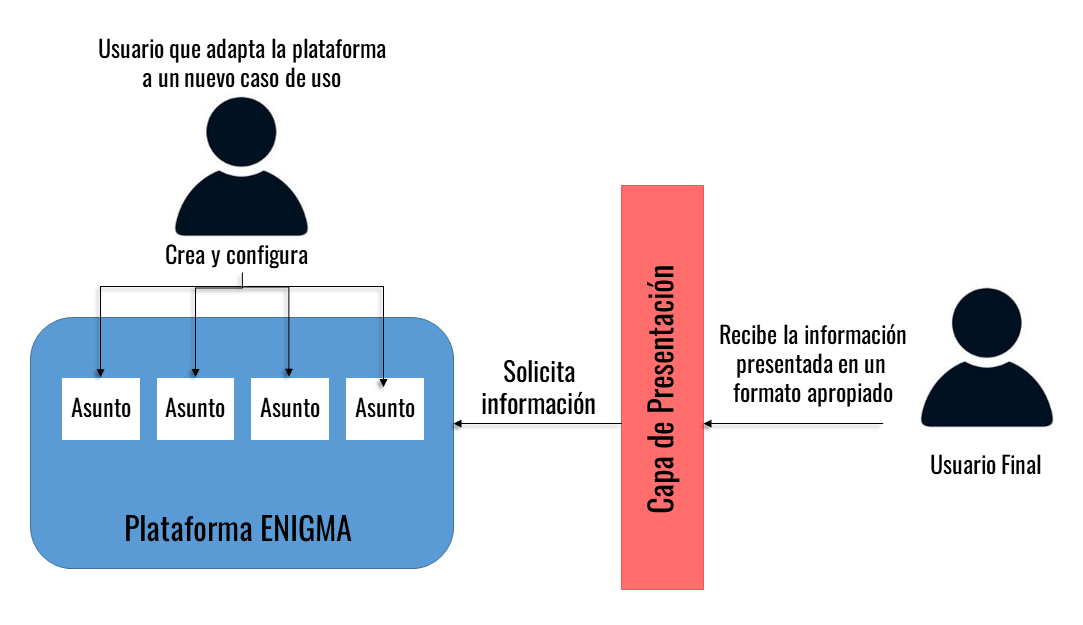 Usuario que adapta la plataforma
a un nuevo caso de uso
Crea y configura
Asunto
Asunto
Asunto
Asunto
Plataforma ENIGMA
Solicita
información
Capa de Presentación
Recibe la información
presentada en un
formato apropiado
Usuario Final